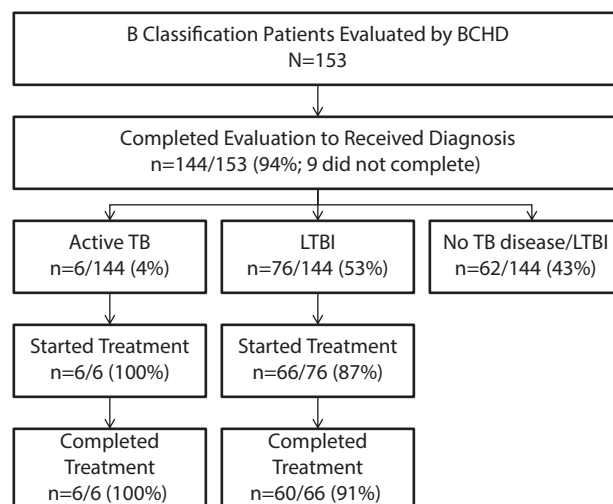 B Classification Patients Evaluated by BCHD
N=153
Completed Evaluation to Received Diagnosis
n=144/153 (94%; 9 did not complete)
Active TB
n=6/144 (4%)
LTBI
n=76/144 (53%)
No TB disease/LTBI
n=62/144 (43%)
Started Treatment
n=6/6 (100%)
Started Treatment
n=66/76 (87%)
Completed
Treatment
n=6/6 (100%)
Completed
Treatment
n=60/66 (91%)